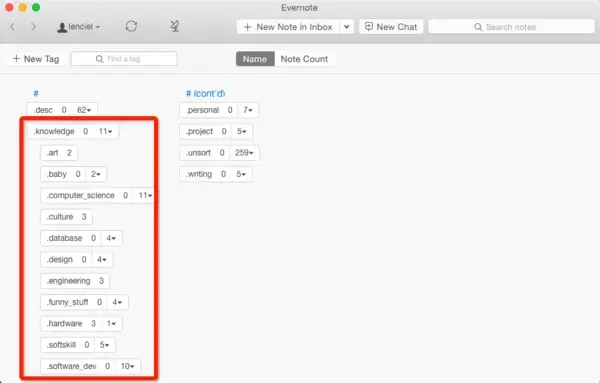 Evernote
lenciel
+ New Note in Inbox
New Chat
Search notes
+ New Tag
Find a tag
Name
Note Count
#
.desc 0 62
.knowledge 0 11
.art 2
.baby 0 2
.computer_science 0 11
.culture 3
.database 0 4
.design 0 4
.engineering 3
.funny_stuff 0 4
.hardware 3 1
.softskill 0 5
.software_dev 0 10
# (cont'd)
.personal 0 7
.project 0 5
.unsort 0 259
.writing 0 5